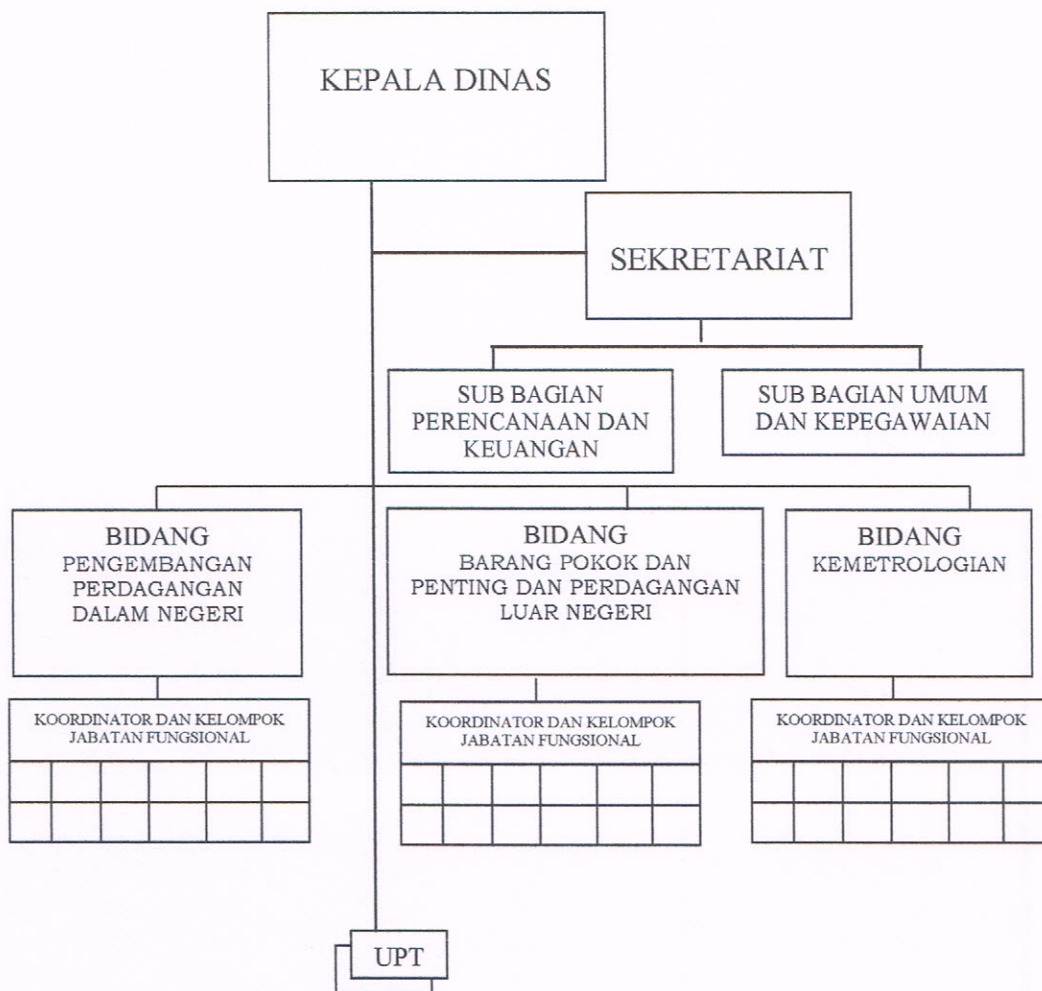 KEPALA DINAS
SEKRETARIAT
SUB BAGIAN
PERENCANAAN DAN
KEUANGAN
SUB BAGIAN UMUM
DAN KEPEGAWAIAN
BIDANG
PENGEMBANGAN
PERDAGANGAN
DALAM NEGERI
BIDANG
BARANG POKOK DAN
PENTING DAN PERDAGANGAN
LUAR NEGERI
BIDANG
KEMETROLOGIAN
KOORDINATOR DAN KELOMPOK
JABATAN FUNGSIONAL
KOORDINATOR DAN KELOMPOK
JABATAN FUNGSIONAL
KOORDINATOR DAN KELOMPOK
JABATAN FUNGSIONAL
UPT